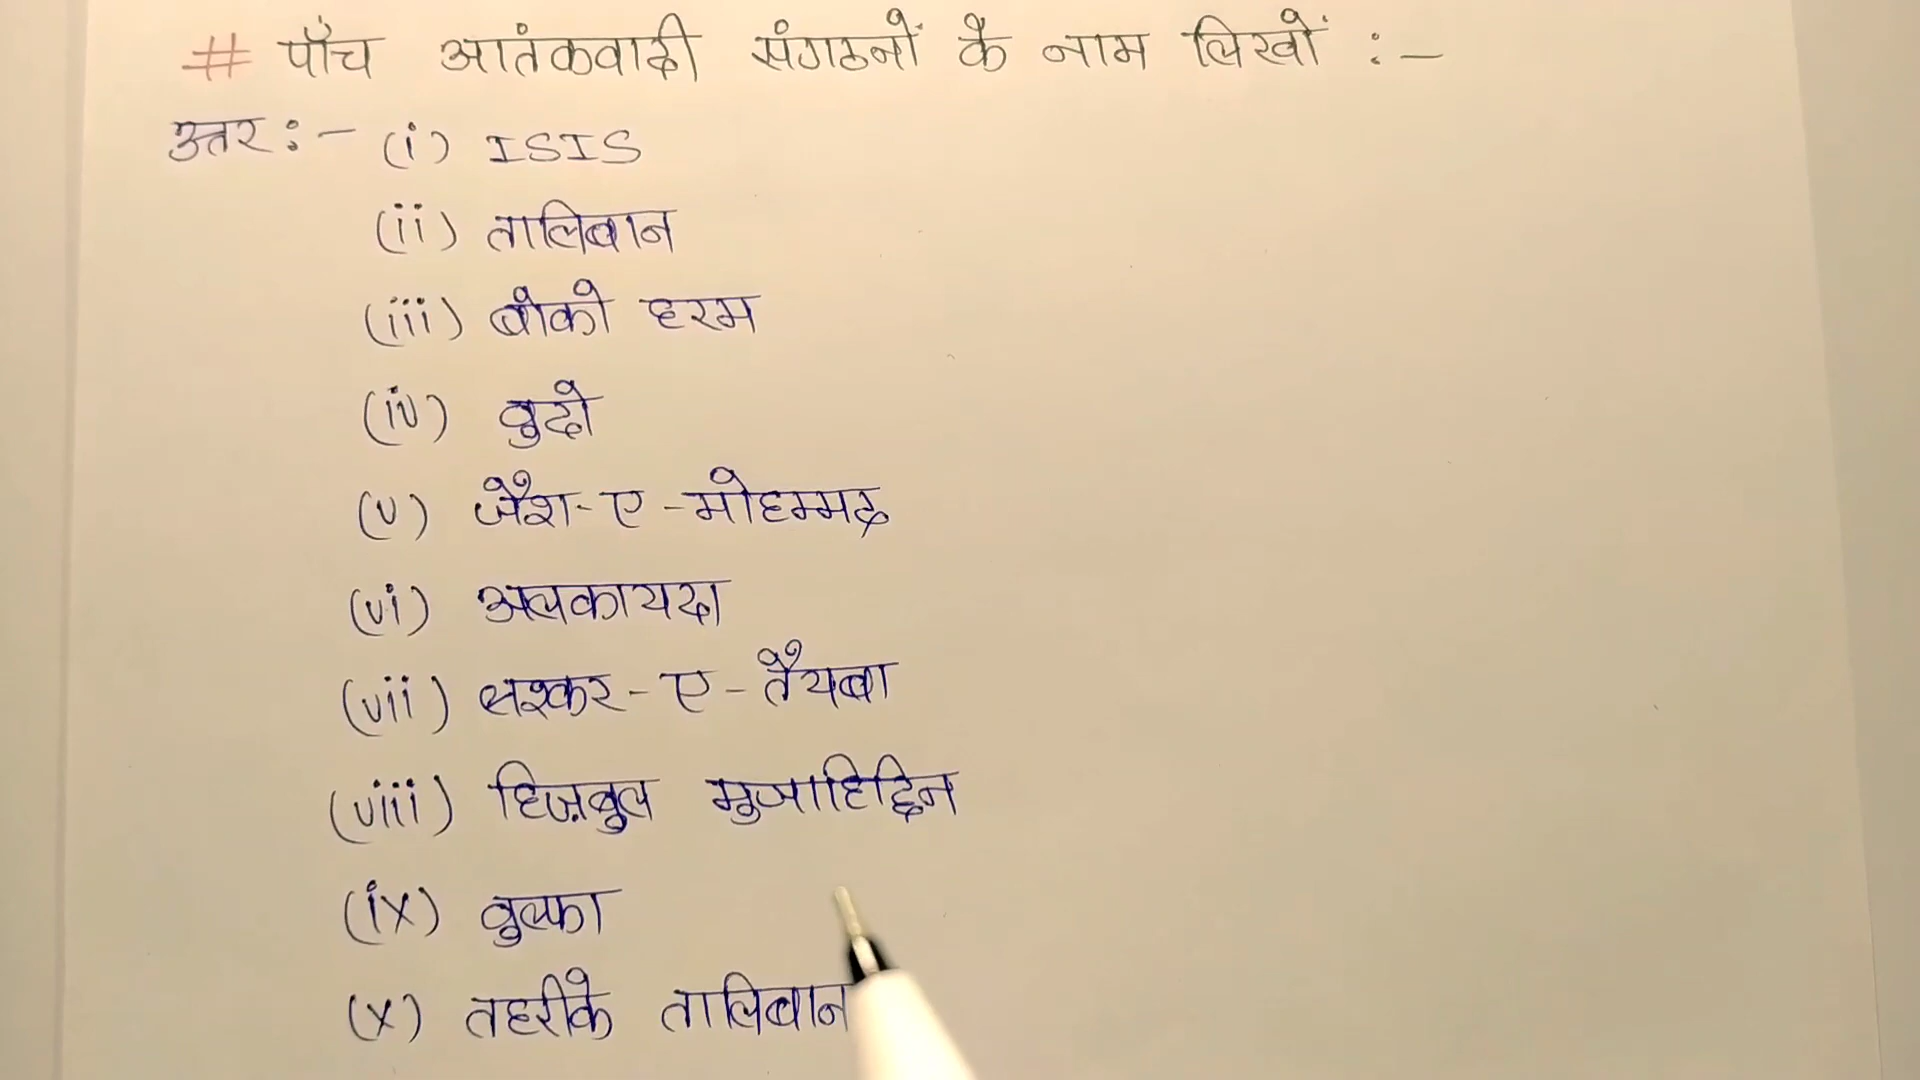 # पाँच आतंकवादी संगठनों के नाम लिखों :-
उत्तर :- (i) ISIS
(ii) तालिबान
(iii) बोको हरम
(iv) वुदो
(v) जैश-ए-मोहम्मद
(vi) अलकायदा
(vii) लश्कर-ए-तैयबा
(viii) हिज़बुल मुजाहिद्दिन
(ix) वुल्फा
(x) तहरीके तालिबान